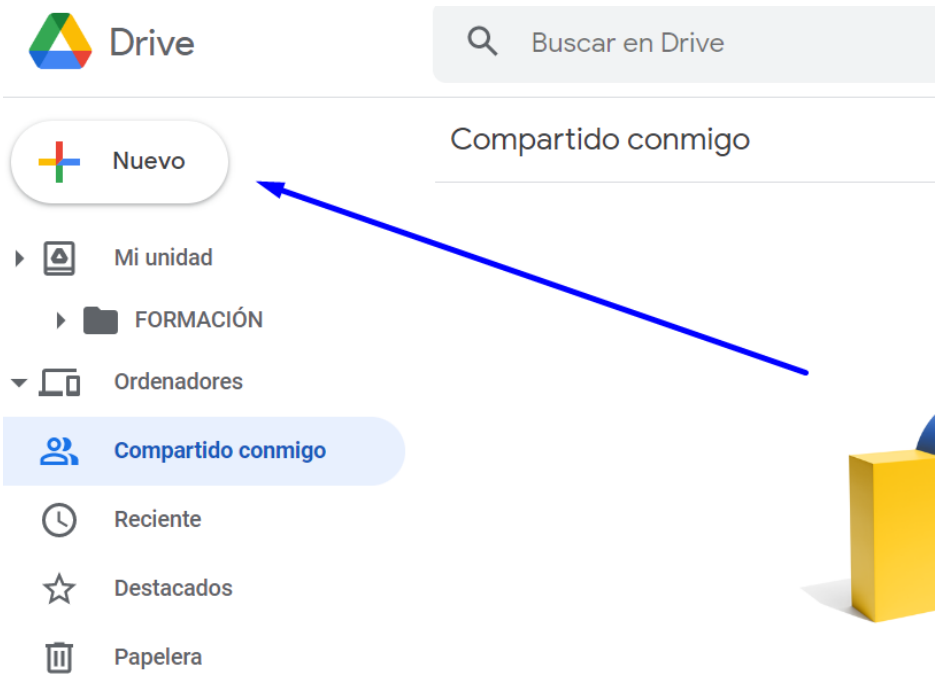 Drive
Buscar en Drive
Nuevo
Compartido conmigo
Mi unidad
FORMACIÓN
Ordenadores
Compartido conmigo
Reciente
Destacados
Papelera